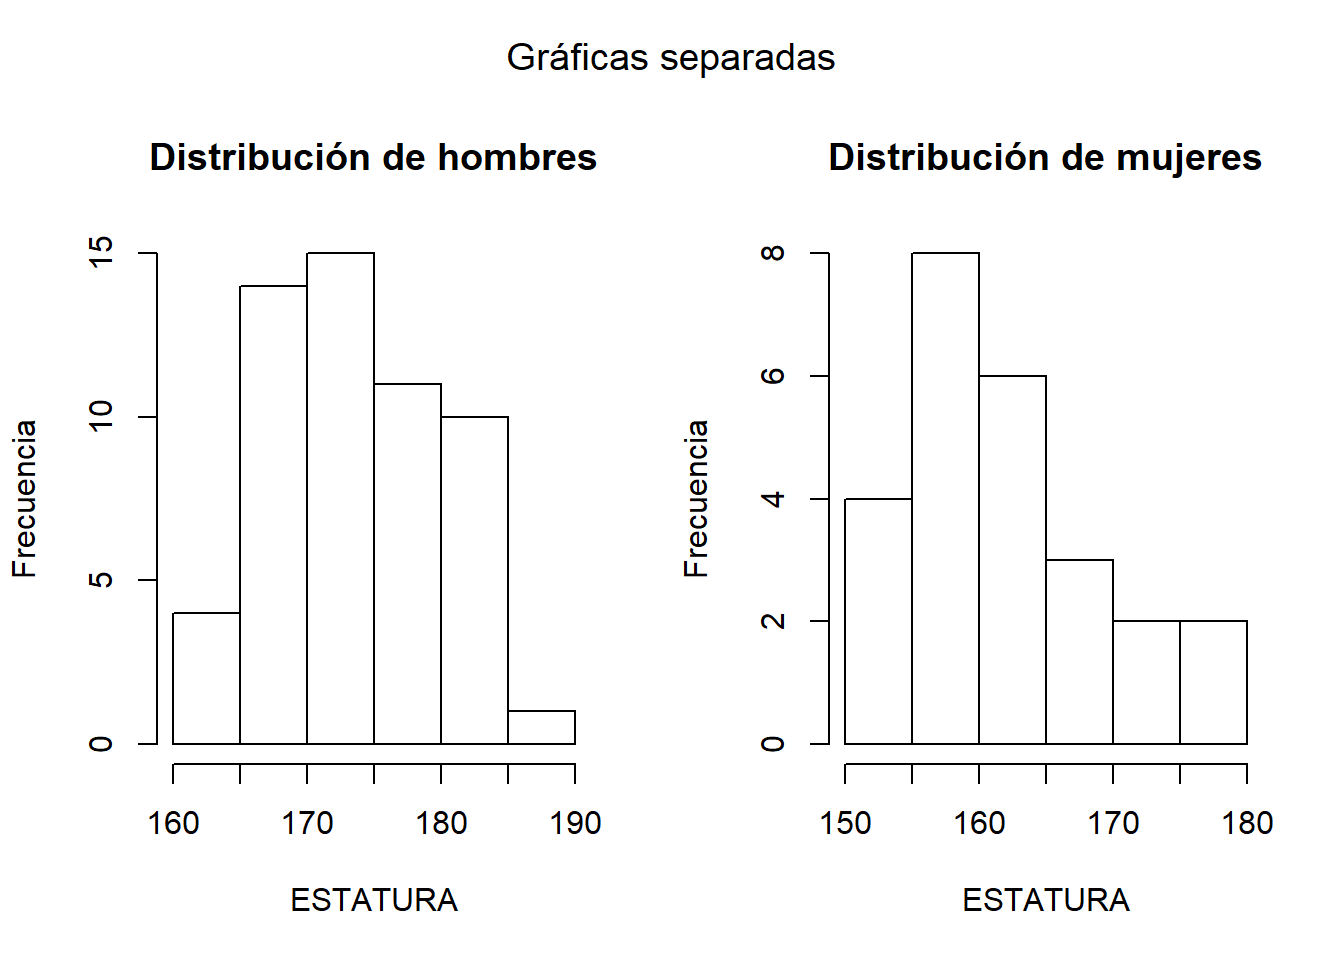 Gráficas separadas
Distribución de hombres
Frecuencia
15
10
5
0
160 170 180 190
ESTATURA
Distribución de mujeres
Frecuencia
8
6
4
2
0
150 160 170 180
ESTATURA